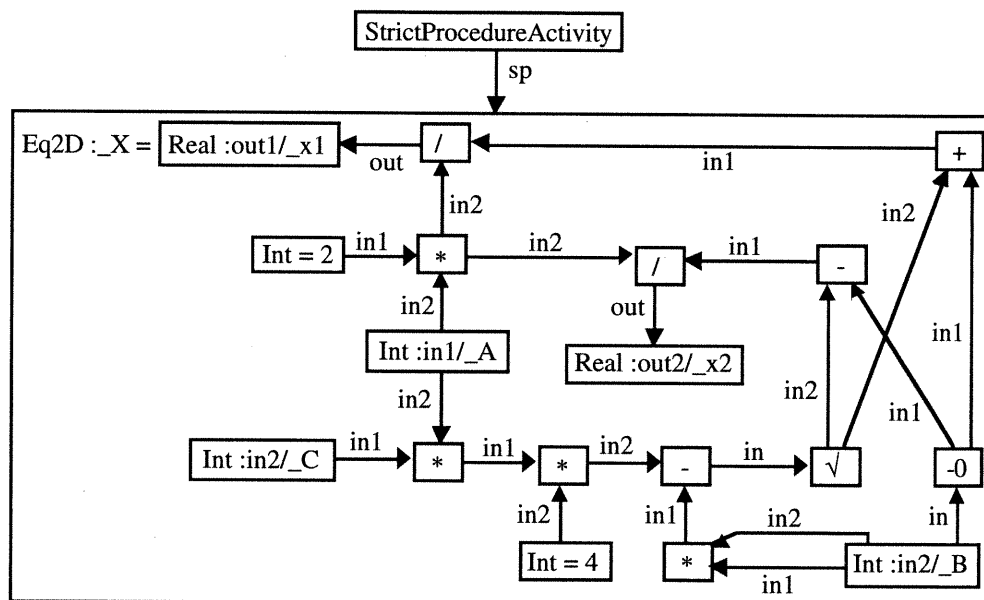 StrictProcedureActivity
sp
Eq2D :_X = Real :out1/_x1
out
/
in1
+
in2
in2
Int = 2
in1
*
in2
/
in1
-
in2
out
in1
Int :in1/_A
Real :out2/_x2
in2
in2
in1
Int :in2/_C
in1
*
in1
*
in2
-
in
√
-0
in2
in1
in2
in
Int = 4
*
in1
Int :in2/_B